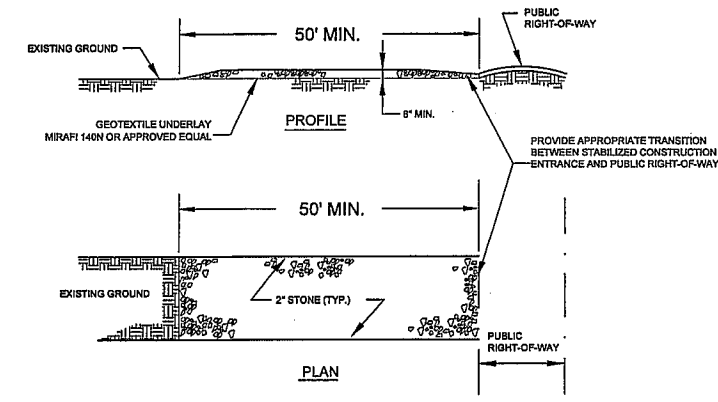 PUBLIC
RIGHT-OF-WAY
50' MIN.
EXISTING GROUND
GEOTEXTILE UNDERLAY
MIRAFI 140N OR APPROVED EQUAL
6" MIN.
PROFILE
PROVIDE APPROPRIATE TRANSITION
BETWEEN STABILIZED CONSTRUCTION
ENTRANCE AND PUBLIC RIGHT-OF-WAY
50' MIN.
EXISTING GROUND
2" STONE (TYP.)
PUBLIC
RIGHT-OF-WAY
PLAN